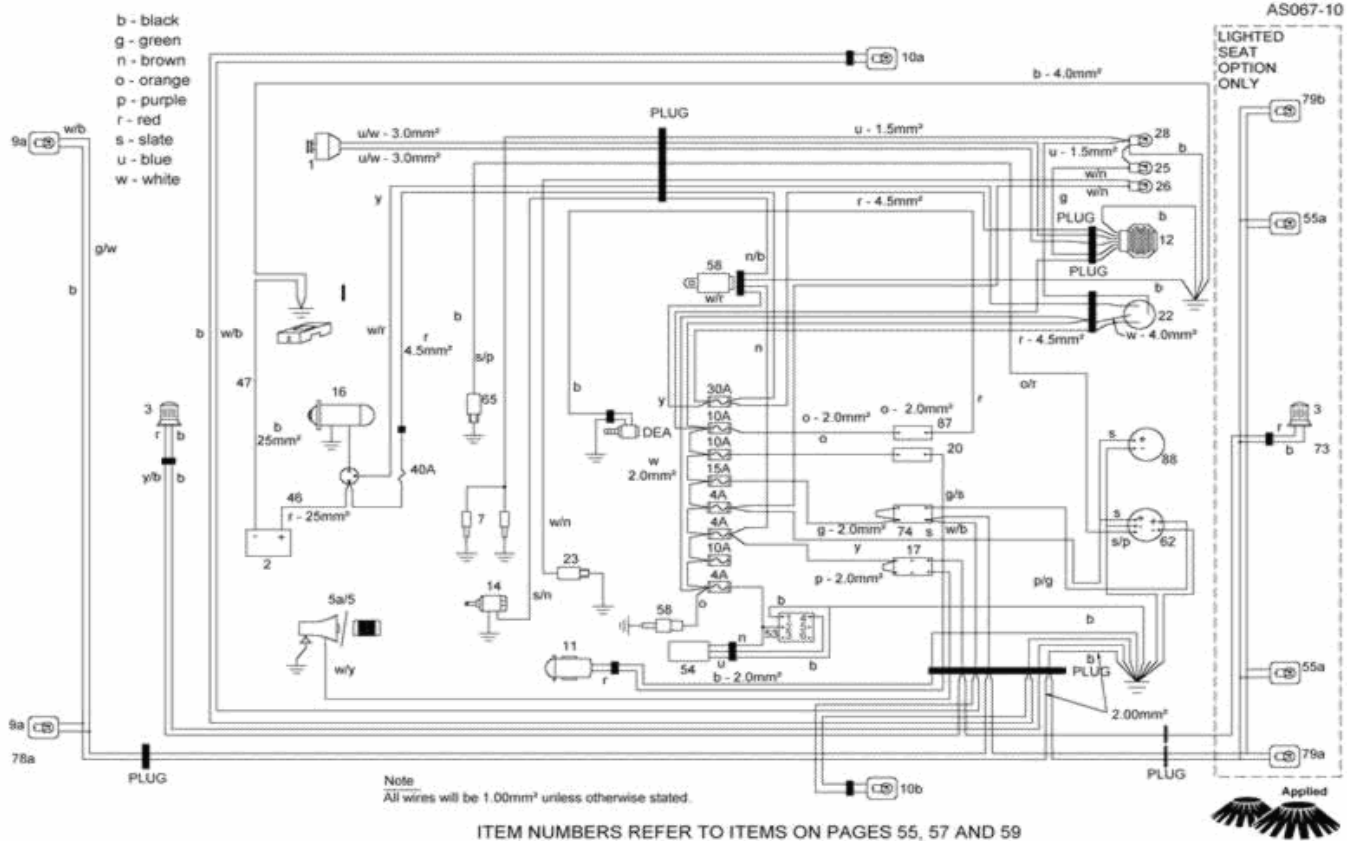 AS067-10
b - black
g - green
n - brown
o - orange
p - purple
r - red
s - slate
u - blue
w - white
LIGHTED
SEAT
OPTION
ONLY
10a
b - 4.0mm²
79b
9a
w/b
PLUG
u/w - 3.0mm²
u/w - 3.0mm²
1
u - 1.5mm²
u - 1.5mm²
28
b
25
w/n
26
w/n
y
r - 4.5mm²
g
PLUG
b
12
PLUG
55a
g/w
b
n/b
58
w/r
b
22
w - 4.0mm²
r - 4.5mm²
b
w/b
w/r
r
4.5mm²
b
s/p
n
o/r
47
16
3
r
b
y/b
b
b
25mm²
65
b
DEA
y
30A
10A
10A
15A
4A
4A
10A
4A
o - 2.0mm²
o - 2.0mm²
87
r
o
20
w
2.0mm²
s
88
3
r
b
73
40A
46
r - 25mm²
- +
2
7
w/n
g/s
g - 2.0mm²
74
s
w/b
s
s/p
62
y
17
p - 2.0mm²
p/g
23
14
s/n
5a/5
w/y
58
o
b
53
n
54
u
b
b
11
r
b - 2.0mm²
b
PLUG
2.00mm²
55a
9a
78a
PLUG
79a
PLUG
10b
Note
All wires will be 1.00mm² unless otherwise stated.
Applied
ITEM NUMBERS REFER TO ITEMS ON PAGES 55, 57 AND 59